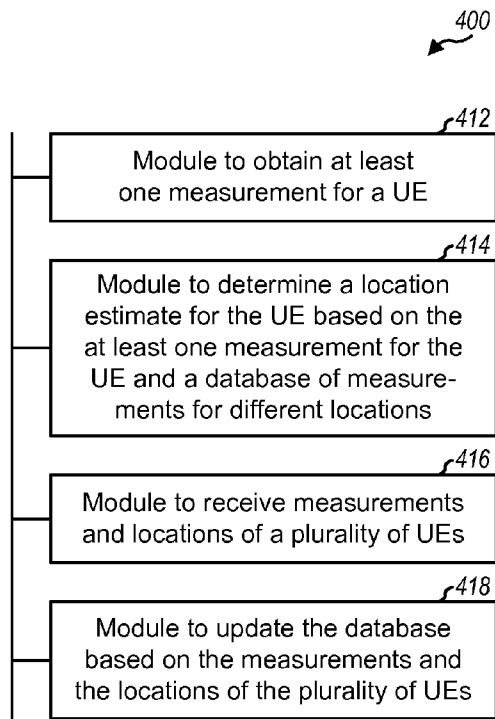 400
412
Module to obtain at least
one measurement for a UE
414
Module to determine a location
estimate for the UE based on the
at least one measurement for the
UE and a database of measure-
ments for different locations
416
Module to receive measurements
and locations of a plurality of UEs
418
Module to update the database
based on the measurements and
the locations of the plurality of UEs